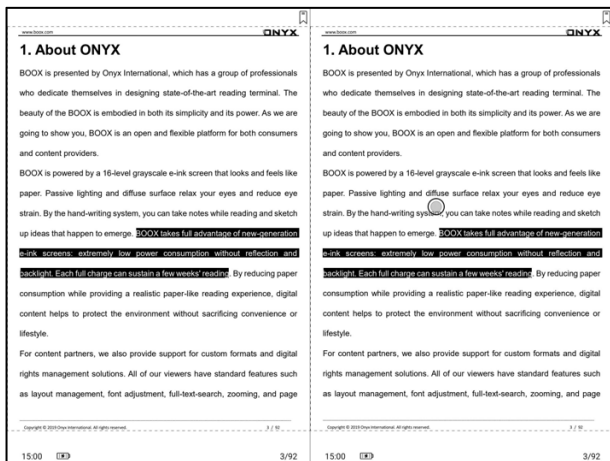 www.boox.com
ONYX
1. About ONYX
BOOX is presented by Onyx International, which has a group of professionals
who dedicate themselves in designing state-of-the-art reading terminal. The
beauty of the BOOX is embodied in both its simplicity and its power. As we are
going to show you, BOOX is an open and flexible platform for both consumers
and content providers.
BOOX is powered by a 16-level grayscale e-ink screen that looks and feels like
paper. Passive lighting and diffuse surface relax your eyes and reduce eye
strain. By the hand-writing system, you can take notes while reading and sketch
up ideas that happen to emerge. BOOX takes full advantage of new-generation
e-ink screens: extremely low power consumption without reflection and
backlight. Each full charge can sustain a few weeks' reading. By reducing paper
consumption while providing a realistic paper-like reading experience, digital
content helps to protect the environment without sacrificing convenience or
lifestyle.
For content partners, we also provide support for custom formats and digital
rights management solutions. All of our viewers have standard features such
as layout management, font adjustment, full-text-search, zooming, and page
Copyright © 2019 Onyx International. All rights reserved.
3 / 92
15:00
3/92
www.boox.com
ONYX
1. About ONYX
BOOX is presented by Onyx International, which has a group of professionals
who dedicate themselves in designing state-of-the-art reading terminal. The
beauty of the BOOX is embodied in both its simplicity and its power. As we are
going to show you, BOOX is an open and flexible platform for both consumers
and content providers.
BOOX is powered by a 16-level grayscale e-ink screen that looks and feels like
paper. Passive lighting and diffuse surface relax your eyes and reduce eye
strain. By the hand-writing system, you can take notes while reading and sketch
up ideas that happen to emerge. BOOX takes full advantage of new-generation
e-ink screens: extremely low power consumption without reflection and
backlight. Each full charge can sustain a few weeks' reading. By reducing paper
consumption while providing a realistic paper-like reading experience, digital
content helps to protect the environment without sacrificing convenience or
lifestyle.
For content partners, we also provide support for custom formats and digital
rights management solutions. All of our viewers have standard features such
as layout management, font adjustment, full-text-search, zooming, and page
Copyright © 2019 Onyx International. All rights reserved.
3 / 92
15:00
3/92